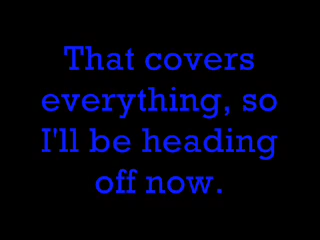 That covers
everything, so
I'll be heading
off now.